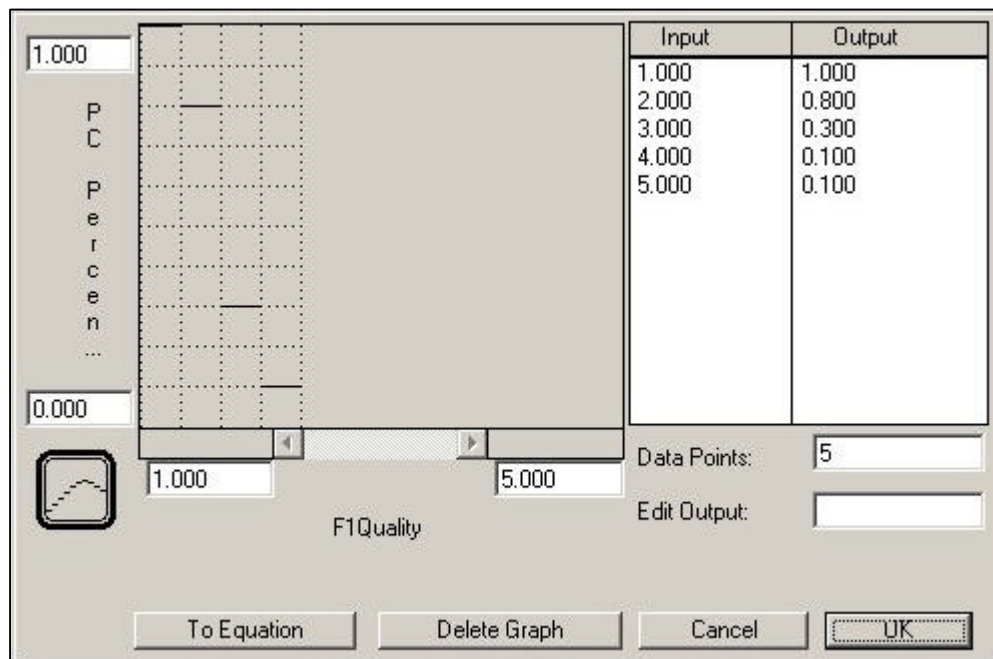 1.000
PC Percen...
0.000
1.000
5.000
F1Quality
Input Output
1.000 1.000
2.000 0.800
3.000 0.300
4.000 0.100
5.000 0.100
Data Points: 5
Edit Output:
To Equation
Delete Graph
Cancel
OK